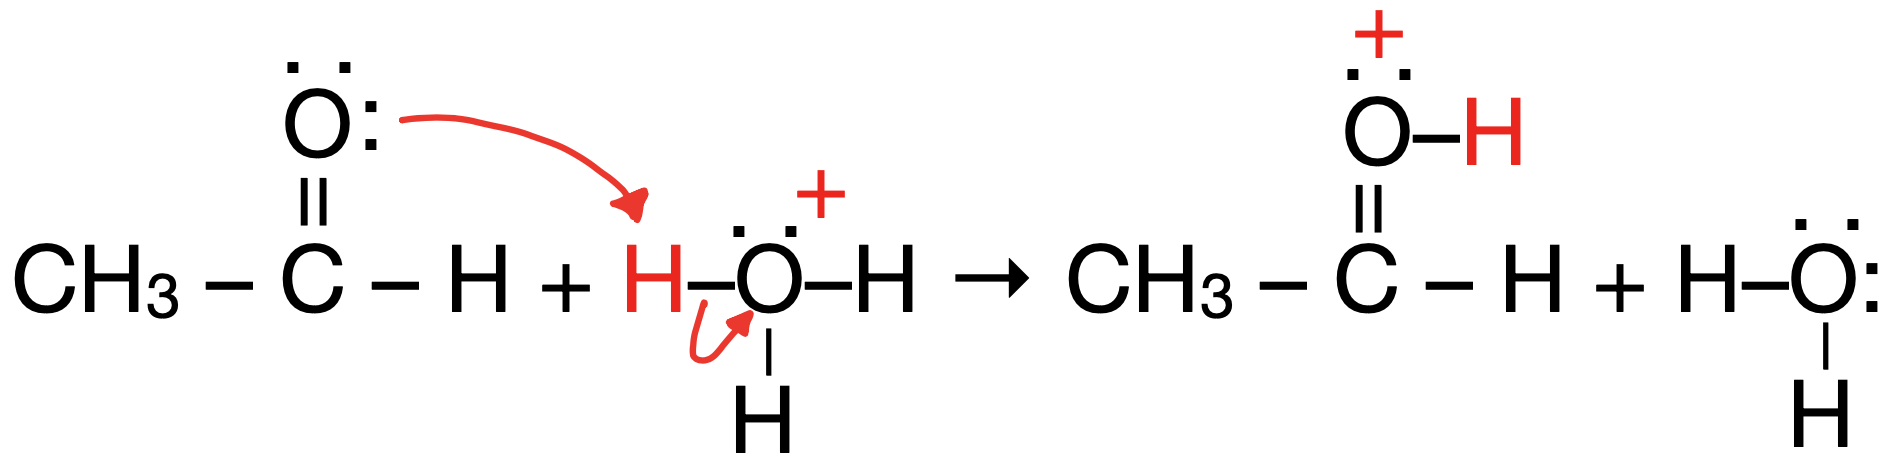 +
O: O—H
|| + ||
CH₃ – C – H + H—O—H → CH₃ – C – H + H—O:
| |
H H